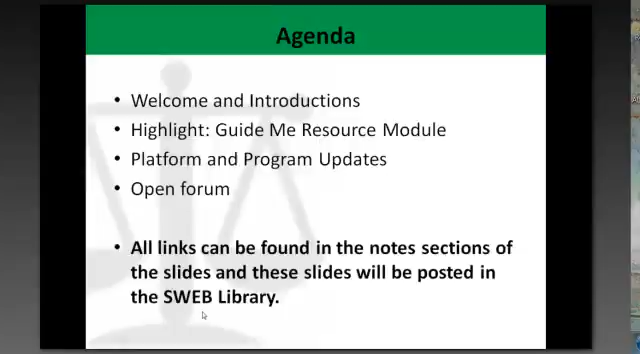 Agenda
• Welcome and Introductions
• Highlight: Guide Me Resource Module
• Platform and Program Updates
• Open forum
• All links can be found in the notes sections of
the slides and these slides will be posted in
the SWEB Library.